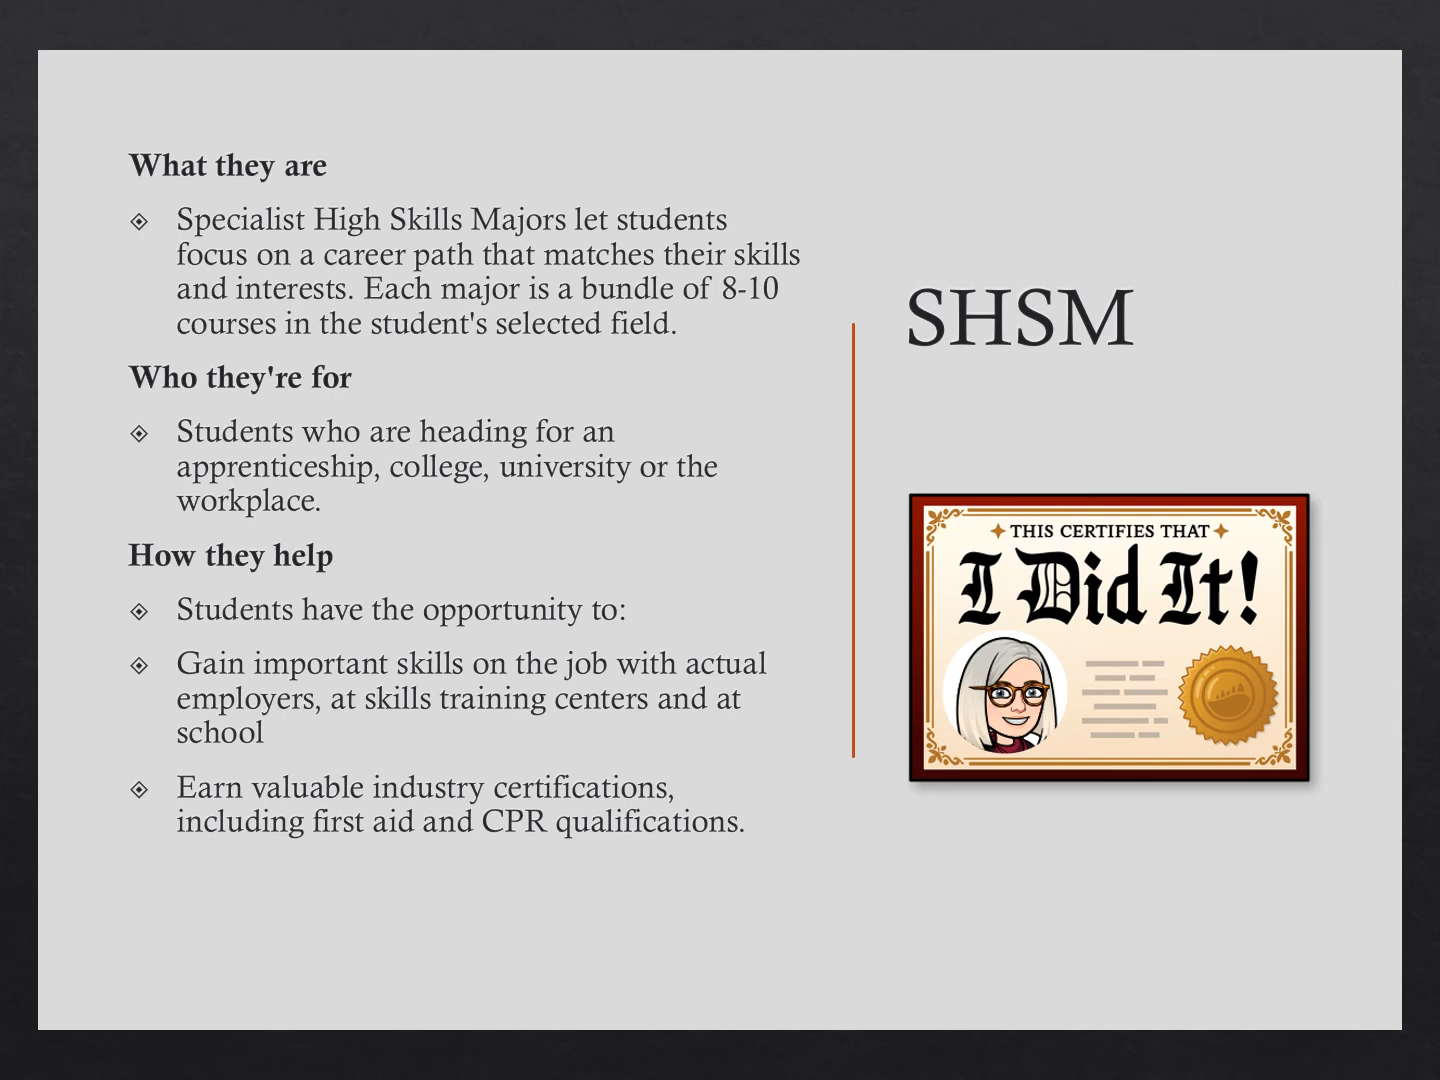 What they are
Specialist High Skills Majors let students
focus on a career path that matches their skills
and interests. Each major is a bundle of 8-10
courses in the student's selected field.
Who they're for
Students who are heading for an
apprenticeship, college, university or the
workplace.
How they help
Students have the opportunity to:
Gain important skills on the job with actual
employers, at skills training centers and at
school
Earn valuable industry certifications,
including first aid and CPR qualifications.
SHSM
THIS CERTIFIES THAT
I Did It!